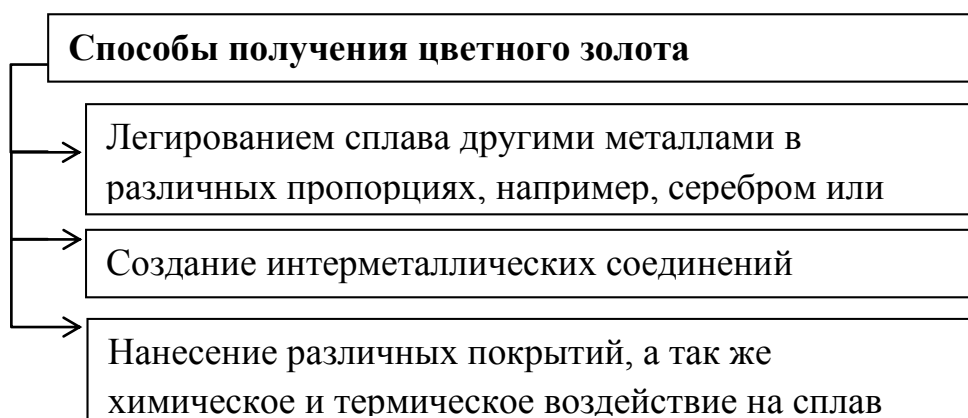 Способы получения цветного золота
Легированием сплава другими металлами в
различных пропорциях, например, серебром или
Создание интерметаллических соединений
Нанесение различных покрытий, а так же
химическое и термическое воздействие на сплав